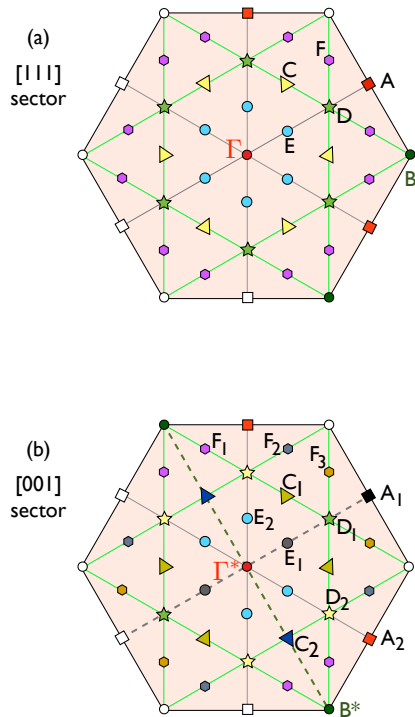 (a)
[111]
sector
F
C
A
D
E
Γ
B
(b)
[001]
sector
F₁
F₂
F₃
C₁
A₁
E₂
D₁
E₁
Γ*
D₂
A₂
C₂
B*